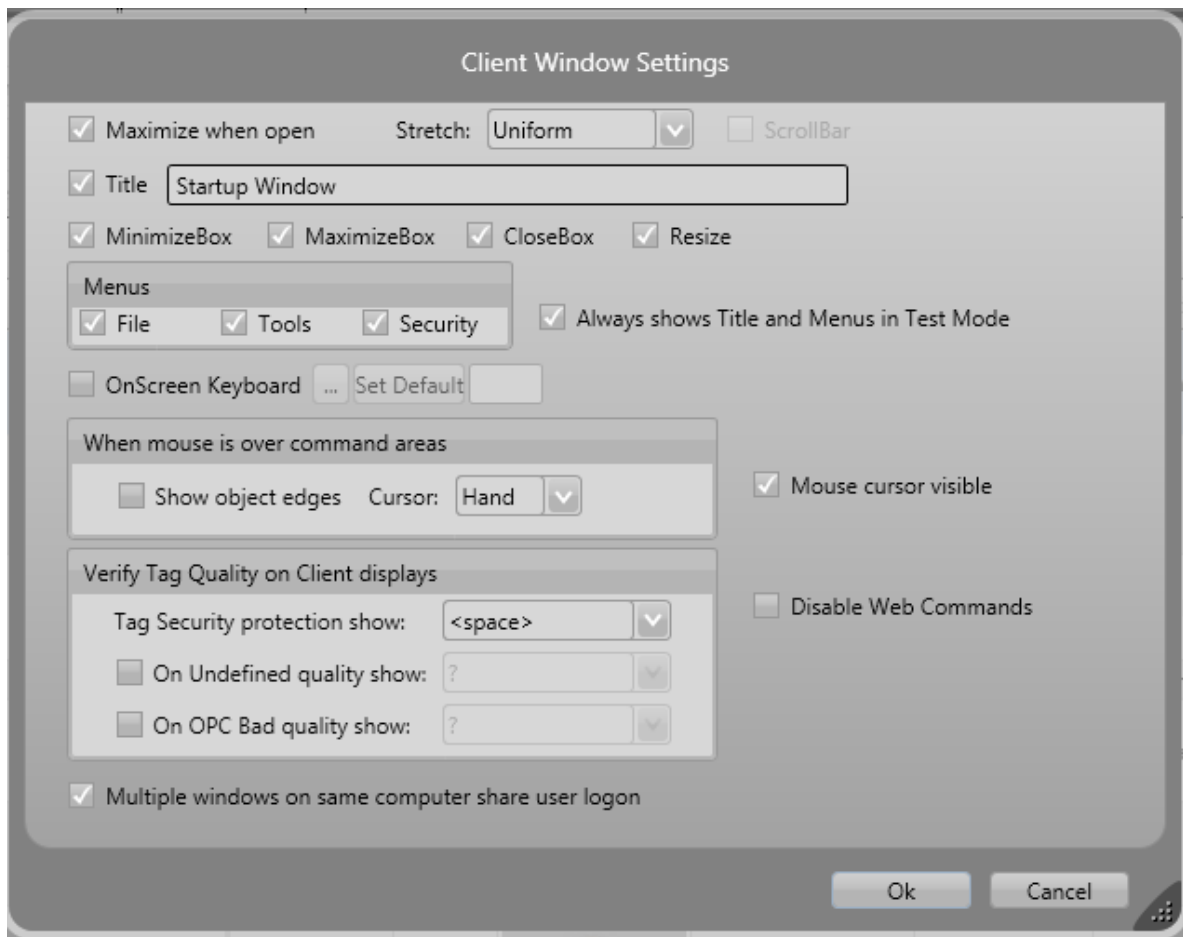 Client Window Settings
Maximize when open Stretch: Uniform ScrollBar
Title Startup Window
MinimizeBox MaximizeBox CloseBox Resize
Menus
File Tools Security Always shows Title and Menus in Test Mode
OnScreen Keyboard ... Set Default
When mouse is over command areas
Show object edges Cursor: Hand Mouse cursor visible
Verify Tag Quality on Client displays
Tag Security protection show: <space> Disable Web Commands
On Undefined quality show: ?
On OPC Bad quality show: ?
Multiple windows on same computer share user logon
Ok Cancel